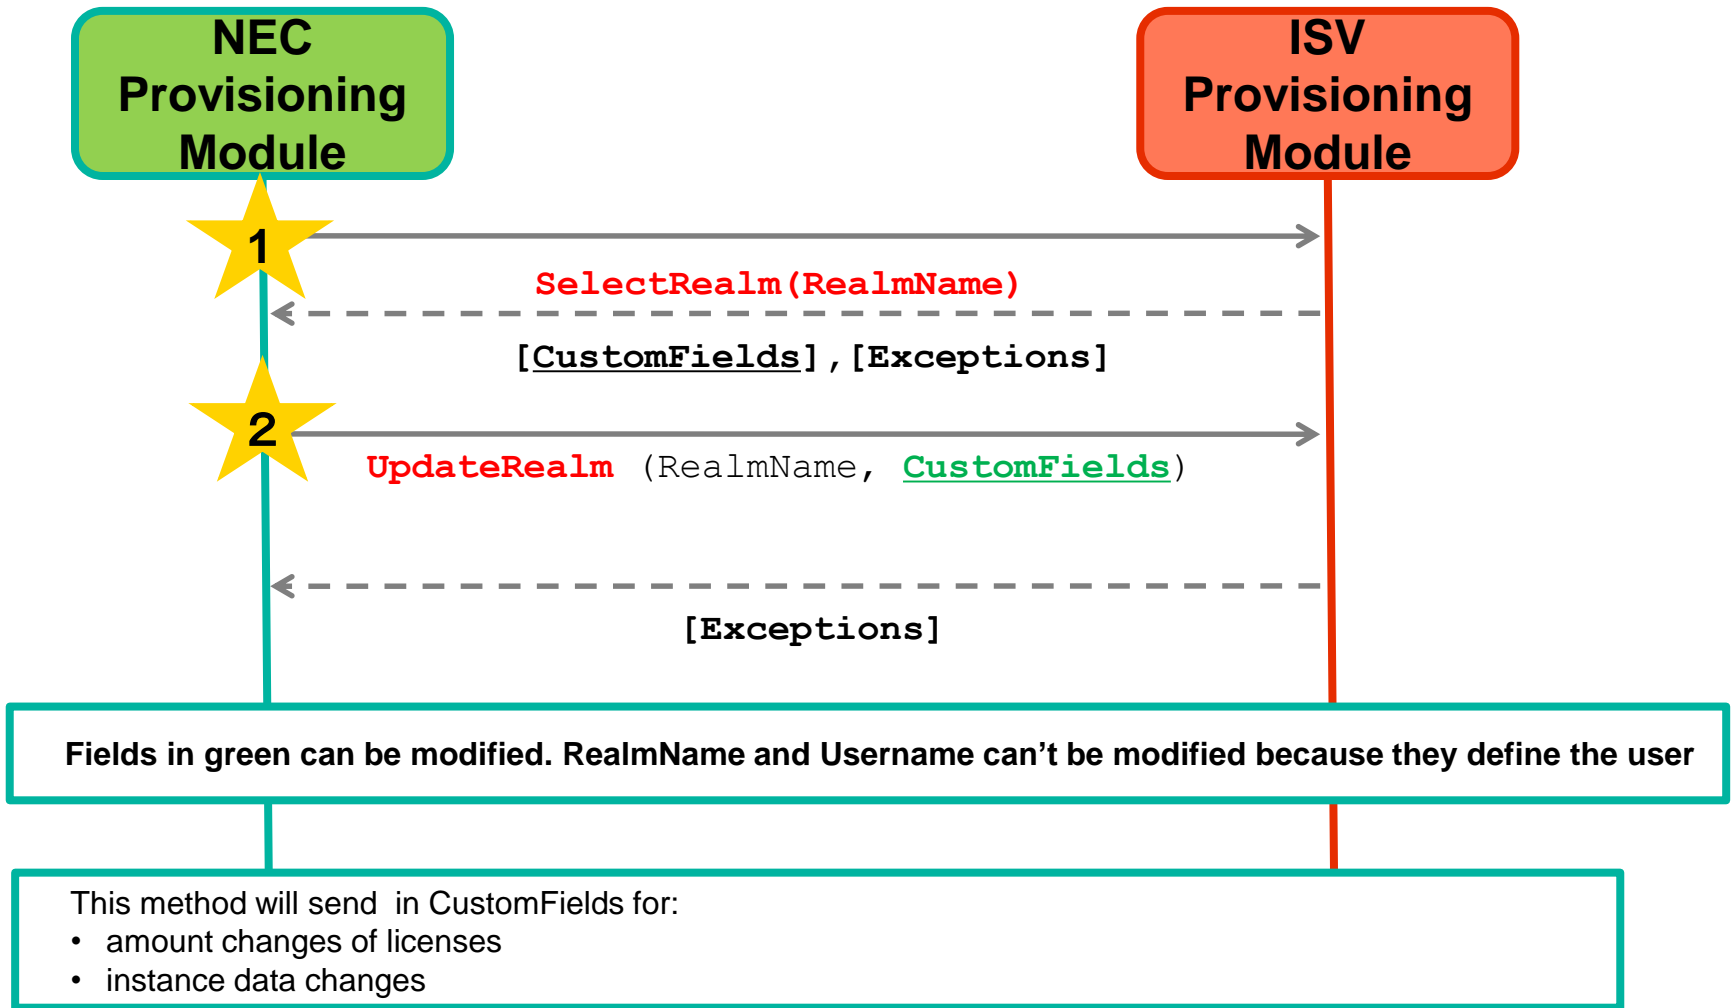 NEC
Provisioning
Module
ISV
Provisioning
Module
1
SelectRealm(RealmName)
[CustomFields],[Exceptions]
2
UpdateRealm (RealmName, CustomFields)
[Exceptions]
Fields in green can be modified. RealmName and Username can’t be modified because they define the user
This method will send  in CustomFields for:
• amount changes of licenses
• instance data changes